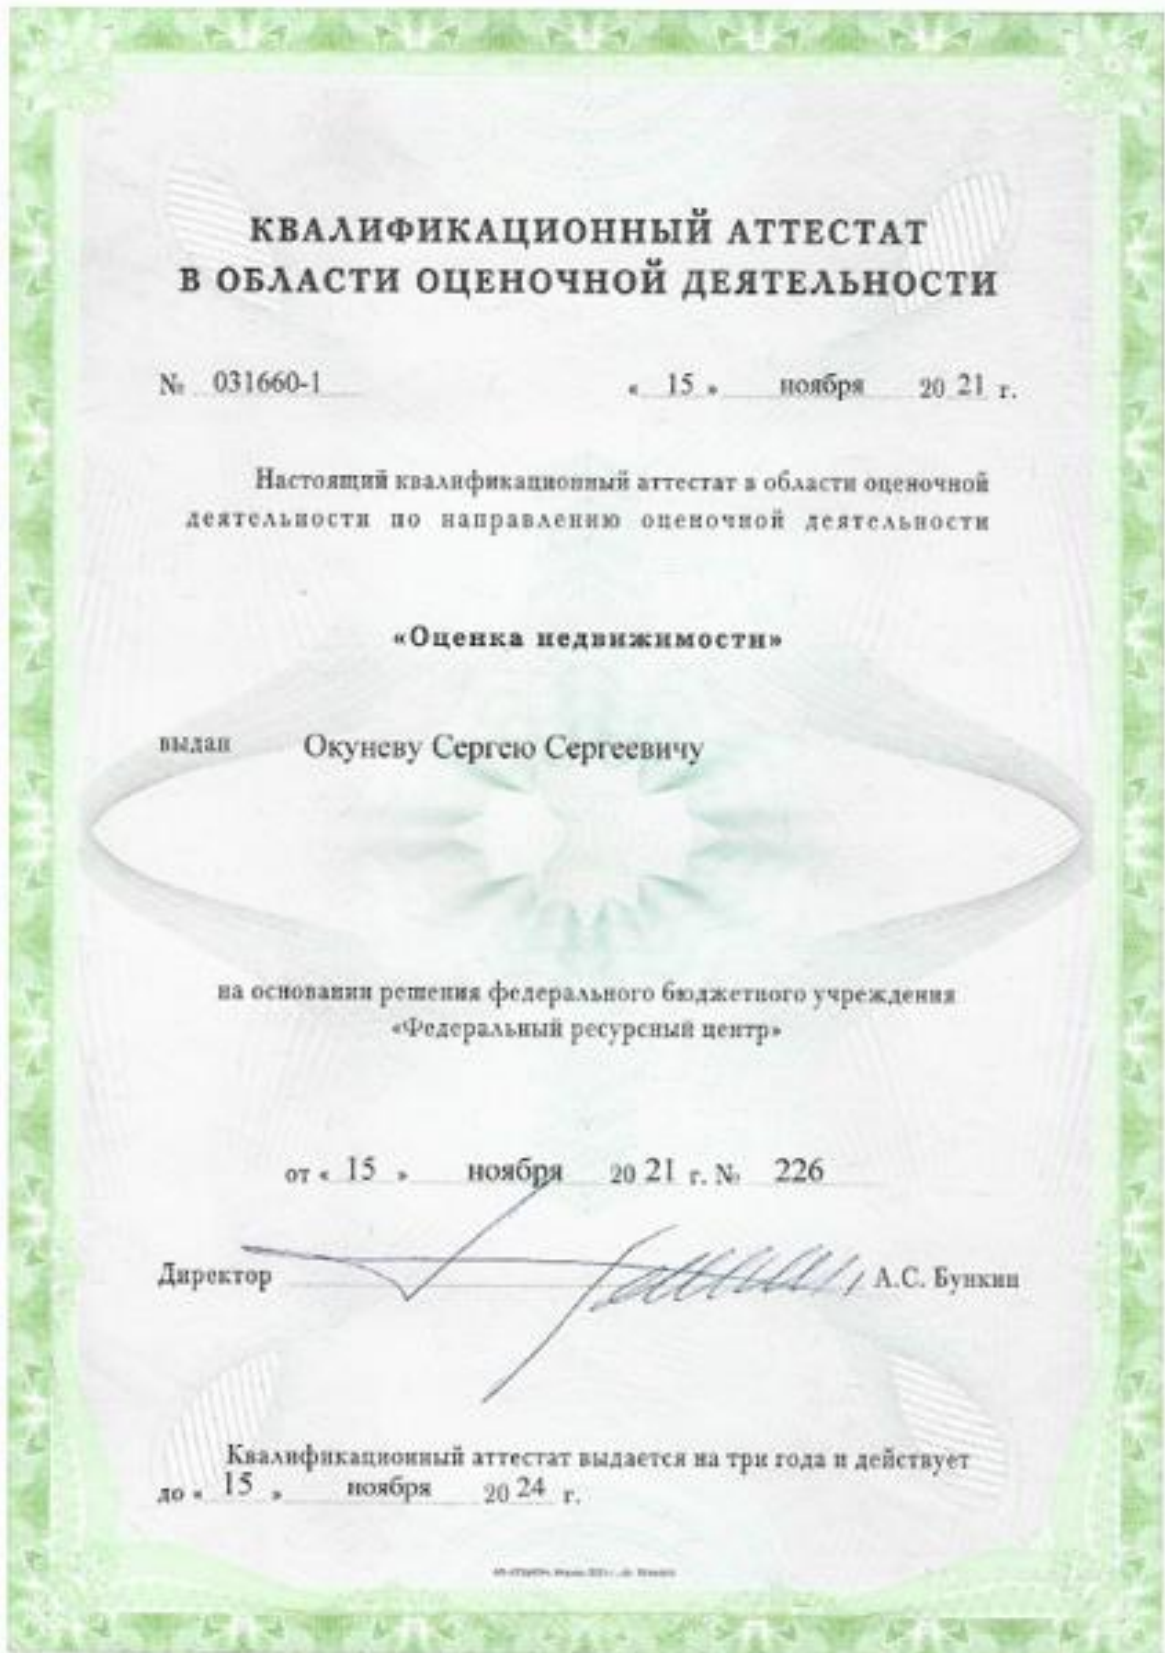 КВАЛИФИКАЦИОННЫЙ АТТЕСТАТ
В ОБЛАСТИ ОЦЕНОЧНОЙ ДЕЯТЕЛЬНОСТИ
№ 031660-1 « 15 » ноября 20 21 г.
Настоящий квалификационный аттестат в области оценочной
деятельности по направлению оценочной деятельности
«Оценка недвижимости»
выдан Окуневу Сергею Сергеевичу
на основании решения федерального бюджетного учреждения
«Федеральный ресурсный центр»
от « 15 » ноября 20 21 г. № 226
Директор А.С. Бункин
Квалификационный аттестат выдается на три года и действует
до « 15 » ноября 20 24 г.